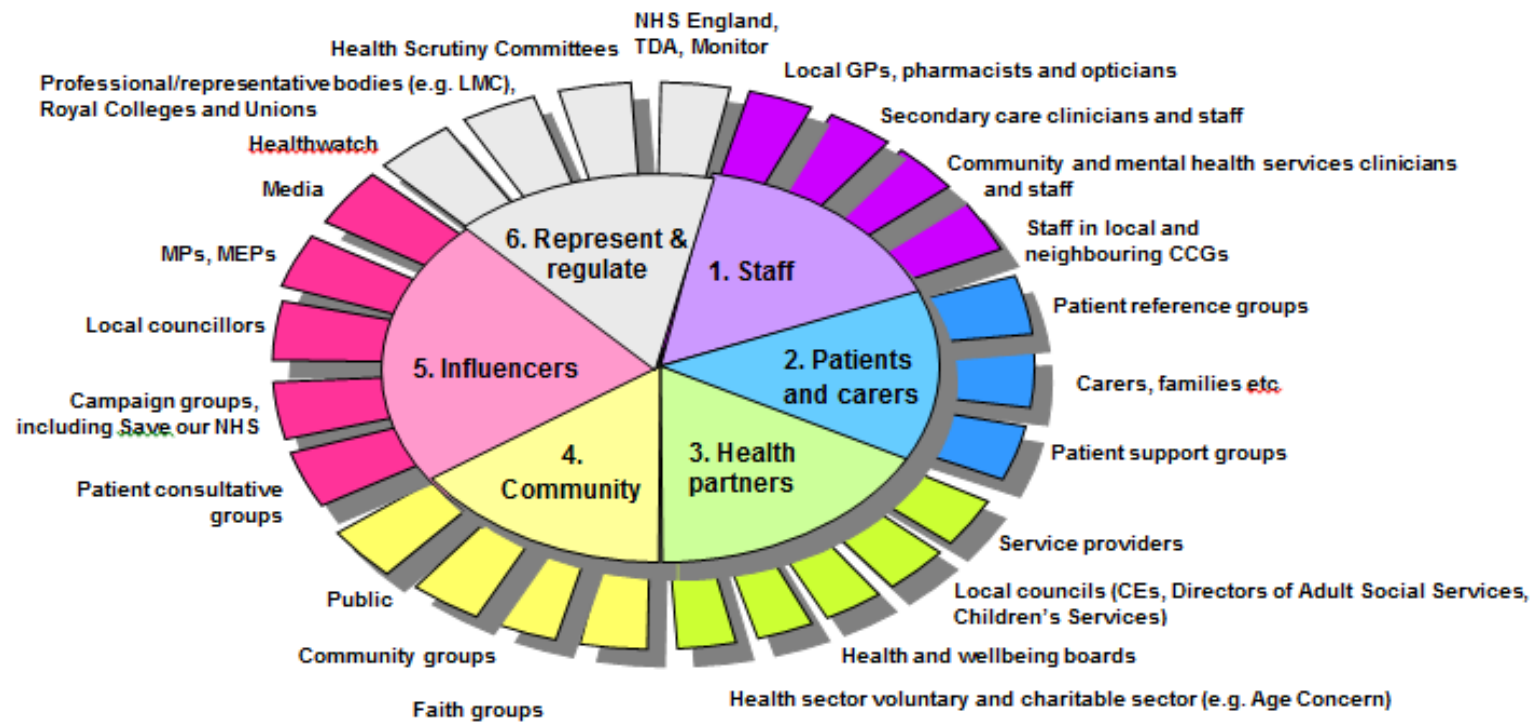 NHS England,
TDA, Monitor
Health Scrutiny Committees
Professional/representative bodies (e.g. LMC),
Royal Colleges and Unions
Healthwatch
Media
MPs, MEPs
Local councillors
Campaign groups,
including Save our NHS
Patient consultative
groups
Public
Community groups
Faith groups
Local GPs, pharmacists and opticians
Secondary care clinicians and staff
Community and mental health services clinicians
and staff
Staff in local and
neighbouring CCGs
Patient reference groups
Carers, families etc
Patient support groups
Service providers
Local councils (CEs, Directors of Adult Social Services,
Children's Services)
Health and wellbeing boards
Health sector voluntary and charitable sector (e.g. Age Concern)
1. Staff
2. Patients
and carers
3. Health
partners
4.
Community
5. Influencers
6. Represent &
regulate